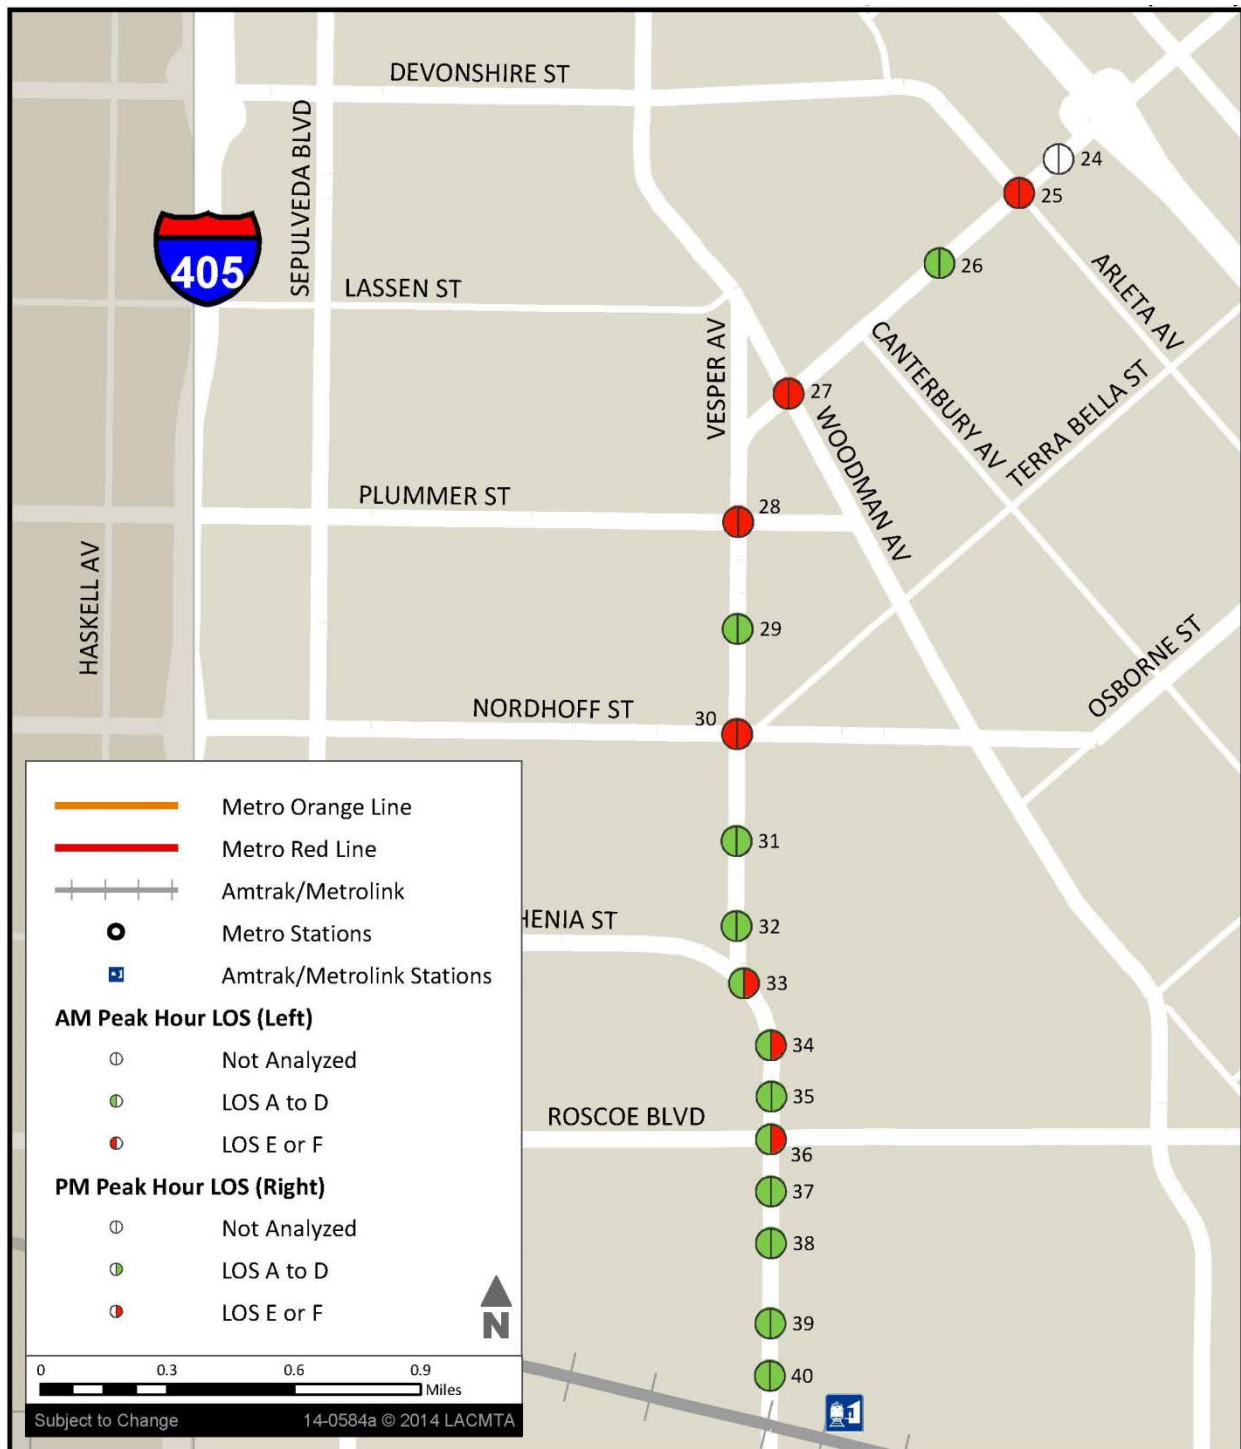 DEVONSHIRE ST
SEPULVEDA BLVD
24
25
405
26
ARLETA AV
LASSEN ST
CANTERBURY AV
VESPER AV
27
TERRA BELLA ST
WOODMAN AV
PLUMMER ST
28
HASKELL AV
29
OSBORNE ST
NORDHOFF ST
30
31
HENIA ST
32
33
34
35
ROSCOE BLVD
36
37
38
39
40
Metro Orange Line
Metro Red Line
Amtrak/Metrolink
Metro Stations
Amtrak/Metrolink Stations
AM Peak Hour LOS (Left)
Not Analyzed
LOS A to D
LOS E or F
PM Peak Hour LOS (Right)
Not Analyzed
LOS A to D
LOS E or F
N
0 0.3 0.6 0.9
Miles
Subject to Change 14-0584a © 2014 LACMTA